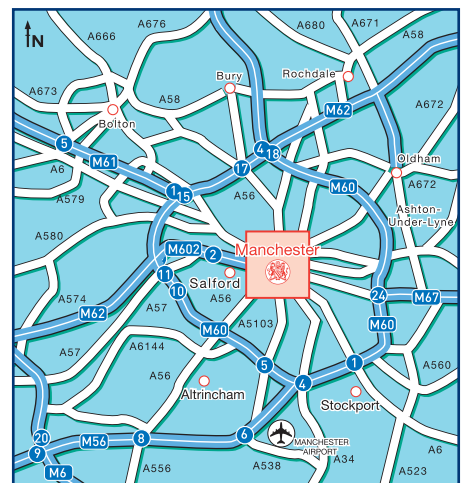 A676
A680
A671
A666
A58
N
Bury
Rochdale
A673
A58
M62
A672
Bolton
5
4
18
M61
17
Oldham
A6
1
15
A56
M60
A672
A579
Ashton-
Under-Lyne
A580
Manchester
M602
2
11
Salford
10
A574
A56
24
M67
M62
A57
M60
A5103
M60
A57
A6144
5
1
A560
A56
4
Altrincham
Stockport
20
M56
8
6
MANCHESTER
AIRPORT
A6
9
M6
A556
A538
A34
A523